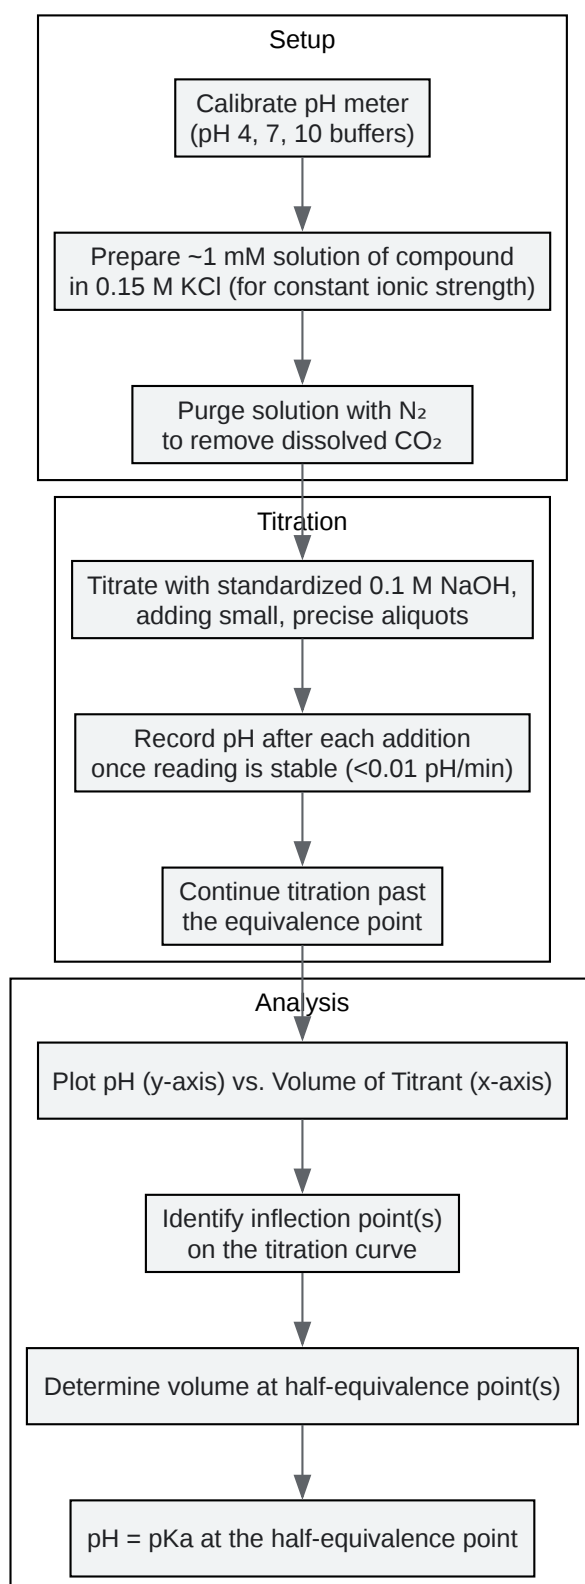 Setup
Calibrate pH meter
(pH 4, 7, 10 buffers)
Prepare ~1 mM solution of compound
in 0.15 M KCl (for constant ionic strength)
Purge solution with N₂
to remove dissolved CO₂
Titration
Titrate with standardized 0.1 M NaOH,
adding small, precise aliquots
Record pH after each addition
once reading is stable (<0.01 pH/min)
Continue titration past
the equivalence point
Analysis
Plot pH (y-axis) vs. Volume of Titrant (x-axis)
Identify inflection point(s)
on the titration curve
Determine volume at half-equivalence point(s)
pH = pKa at the half-equivalence point